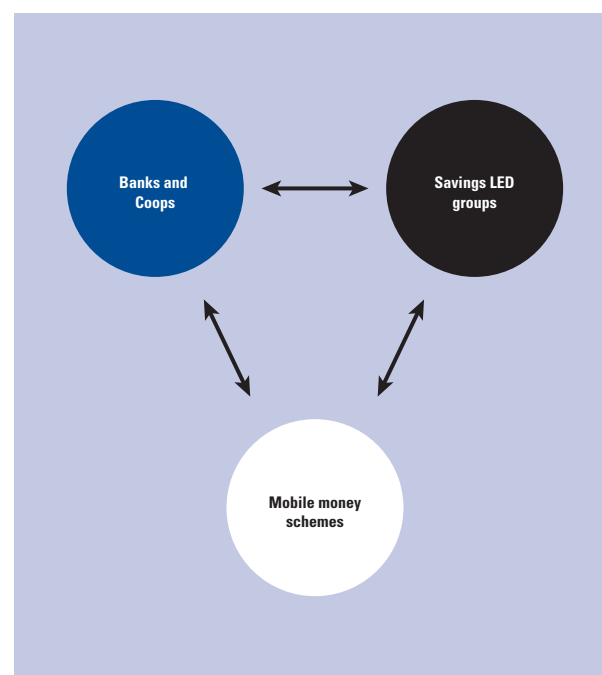 Banks and
Coops
Savings LED
groups
Mobile money
schemes